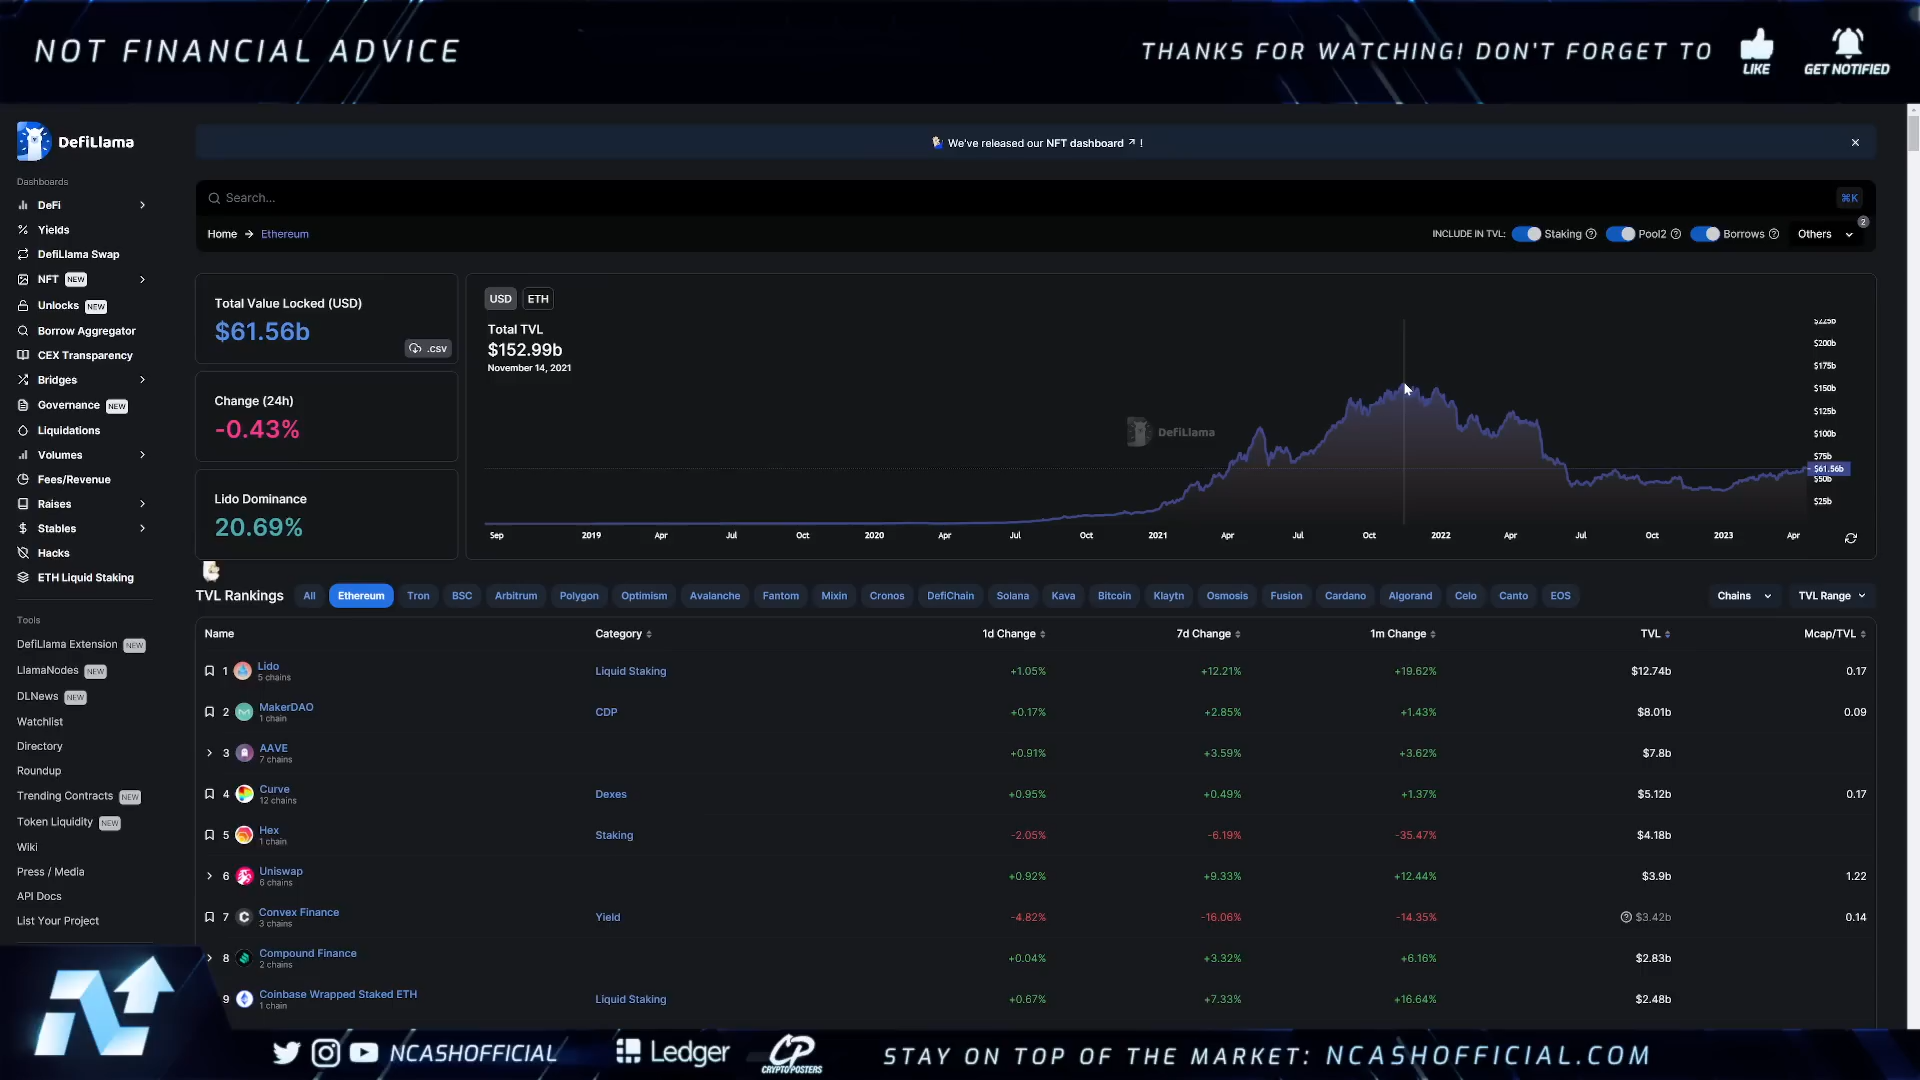 NOT FINANCIAL ADVICE
THANKS FOR WATCHING! DON'T FORGET TO
LIKE
GET NOTIFIED
DefiLlama
We've released our NFT dashboard ↗ !
Dashboards
DeFi
Yields
DefiLlama Swap
NFT NEW
Unlocks NEW
Borrow Aggregator
CEX Transparency
Bridges
Governance NEW
Liquidations
Volumes
Fees/Revenue
Raises
Stables
Hacks
ETH Liquid Staking
Tools
DefiLlama Extension NEW
LlamaNodes NEW
DLNews NEW
Watchlist
Directory
Roundup
Trending Contracts NEW
Token Liquidity NEW
Wiki
Press / Media
API Docs
List Your Project
Search...
⌘K
Home → Ethereum
INCLUDE IN TVL: Staking Pool2 Borrows Others 2
Total Value Locked (USD)
$61.56b
.csv
Change (24h)
-0.43%
Lido Dominance
20.69%
USD ETH
Total TVL
$152.99b
November 14, 2021
DefiLlama
$225b
$200b
$175b
$150b
$125b
$100b
$75b
$61.56b
$50b
$25b
Sep 2019 Apr Jul Oct 2020 Apr Jul Oct 2021 Apr Jul Oct 2022 Apr Jul Oct 2023 Apr
TVL Rankings All Ethereum Tron BSC Arbitrum Polygon Optimism Avalanche Fantom Mixin Cronos DefiChain Solana Kava Bitcoin Klaytn Osmosis Fusion Cardano Algorand Celo Canto EOS Chains TVL Range
Name Category 1d Change 7d Change 1m Change TVL Mcap/TVL
1 Lido Liquid Staking +1.05% +12.21% +19.62% $12.74b 0.17
5 chains
2 MakerDAO CDP +0.17% +2.85% +1.43% $8.01b 0.09
1 chain
3 AAVE +0.91% +3.59% +3.62% $7.8b
7 chains
4 Curve Dexes +0.95% +0.49% +1.37% $5.12b 0.17
12 chains
5 Hex Staking -2.05% -6.19% -35.47% $4.18b
1 chain
6 Uniswap +0.92% +9.33% +12.44% $3.9b 1.22
6 chains
7 Convex Finance Yield -4.82% -16.06% -14.35% $3.42b 0.14
3 chains
8 Compound Finance +0.04% +3.32% +6.16% $2.83b
2 chains
9 Coinbase Wrapped Staked ETH Liquid Staking +0.67% +7.33% +16.64% $2.48b
1 chain
NCASHOFFICIAL
Ledger
CP
CRYPTOPOSTERS
STAY ON TOP OF THE MARKET: NCASHOFFICIAL.COM